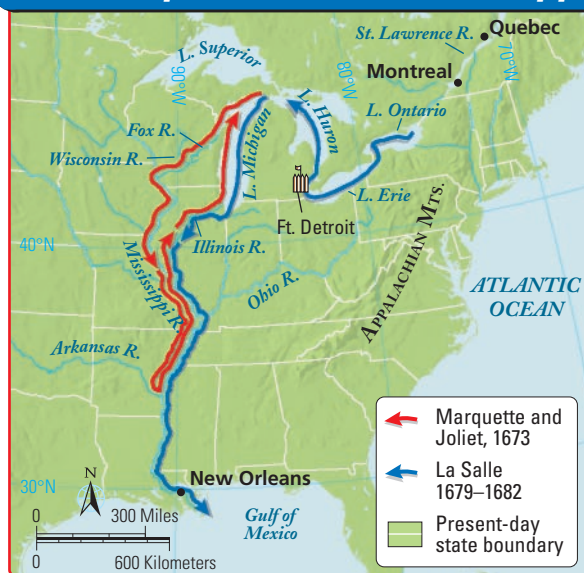 Quebec
St. Lawrence R.
70°W
Montreal
L. Superior
80°W
90°W
L. Huron
L. Ontario
Fox R.
L. Michigan
Wisconsin R.
L. Erie
Ft. Detroit
APPALACHIAN MTS.
40°N
Illinois R.
Mississippi R.
Ohio R.
ATLANTIC
OCEAN
Arkansas R.
Marquette and
Joliet, 1673
La Salle
1679–1682
Present-day
state boundary
30°N
N
New Orleans
0 300 Miles
0 600 Kilometers
Gulf of
Mexico